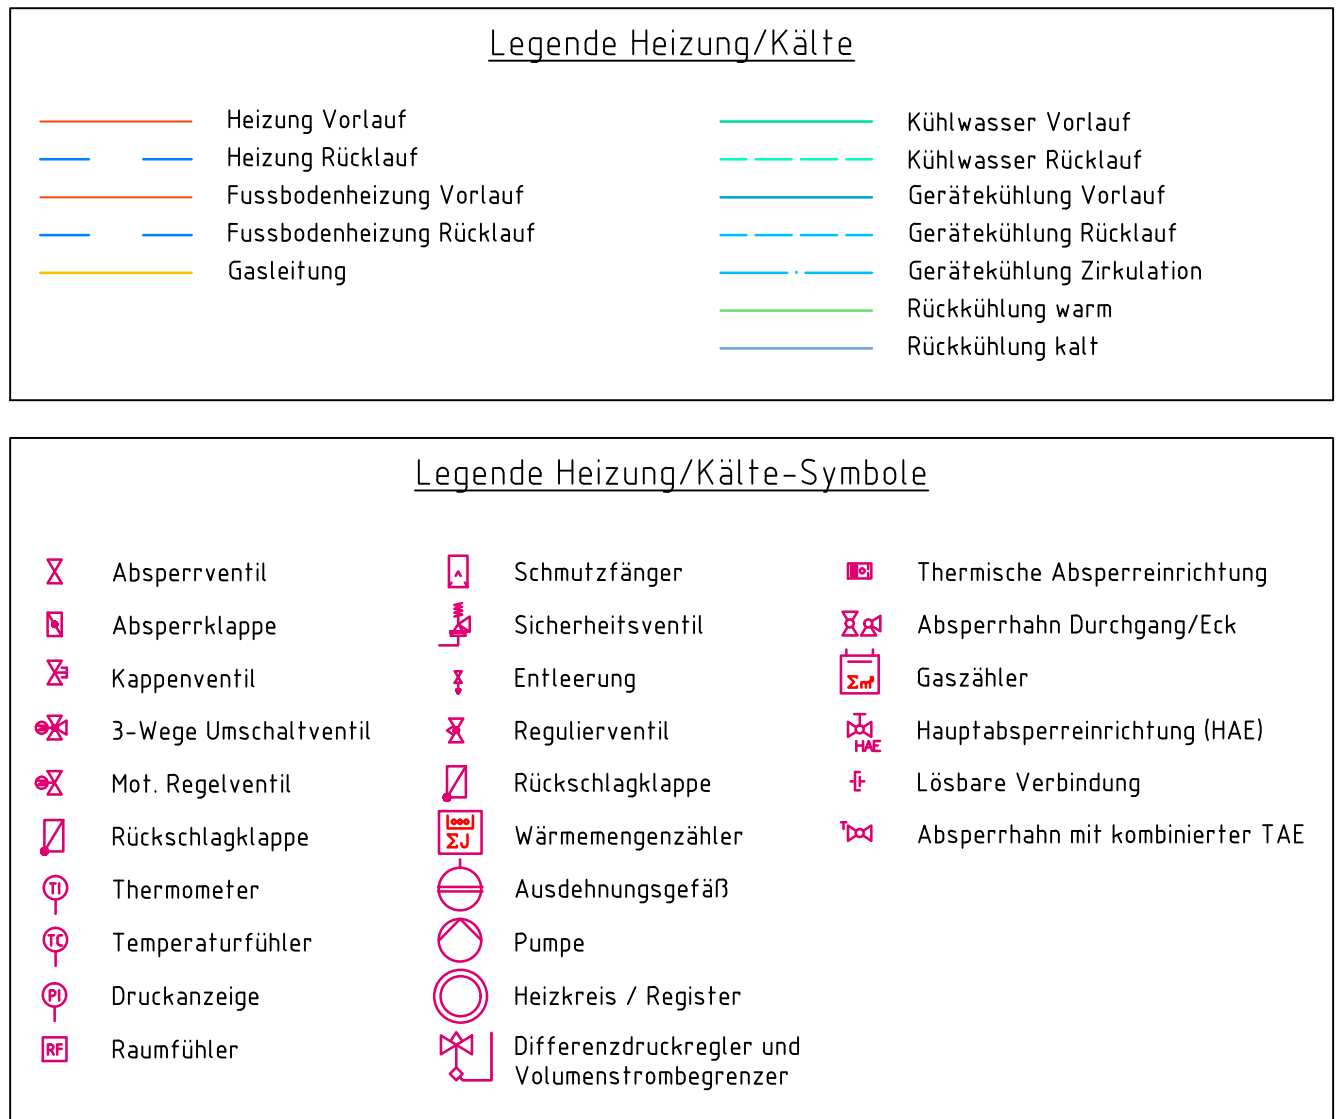 Legende Heizung/Kälte
Heizung Vorlauf
Heizung Rücklauf
Fussbodenheizung Vorlauf
Fussbodenheizung Rücklauf
Gasleitung
Kühlwasser Vorlauf
Kühlwasser Rücklauf
Gerätekühlung Vorlauf
Gerätekühlung Rücklauf
Gerätekühlung Zirkulation
Rückkühlung warm
Rückkühlung kalt
Legende Heizung/Kälte-Symbole
Absperrventil
Absperrklappe
Kappenventil
3-Wege Umschaltventil
Mot. Regelventil
Rückschlagklappe
TI Thermometer
TC Temperaturfühler
PI Druckanzeige
RF Raumfühler
Schmutzfänger
Sicherheitsventil
Entleerung
Regulierventil
Rückschlagklappe
ΣJ Wärmemengenzähler
Ausdehnungsgefäß
Pumpe
Heizkreis / Register
Differenzdruckregler und
Volumenstrombegrenzer
Thermische Absperreinrichtung
Absperrhahn Durchgang/Eck
Σm³ Gaszähler
Hauptabsperreinrichtung (HAE)
HAE
Lösbare Verbindung
T Absperrhahn mit kombinierter TAE